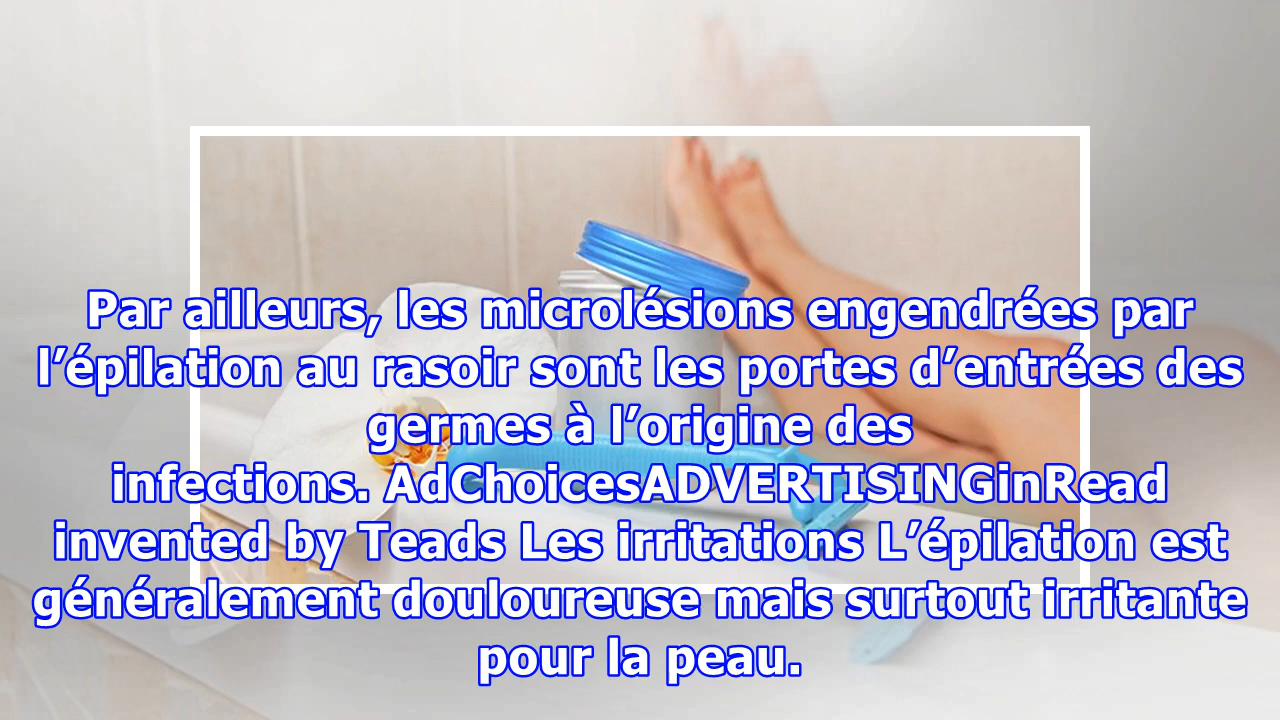 Par ailleurs, les microlésions engendrées par
l’épilation au rasoir sont les portes d’entrées des
germes à l’origine des
infections. AdChoicesADVERTISINGinRead
invented by Teads Les irritations L’épilation est
généralement douloureuse mais surtout irritante
pour la peau.